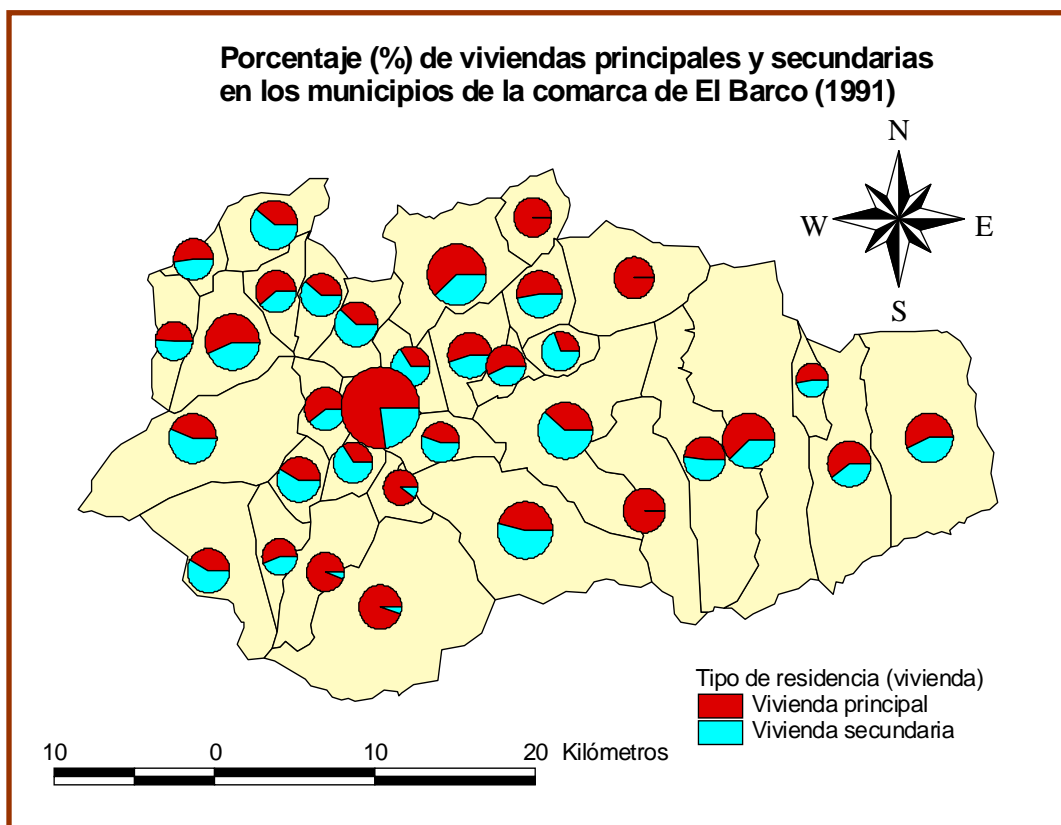 Porcentaje (%) de viviendas principales y secundarias
en los municipios de la comarca de El Barco (1991)
N
W E
S
Tipo de residencia (vivienda)
Vivienda principal
Vivienda secundaria
10 0 10 20 Kilómetros